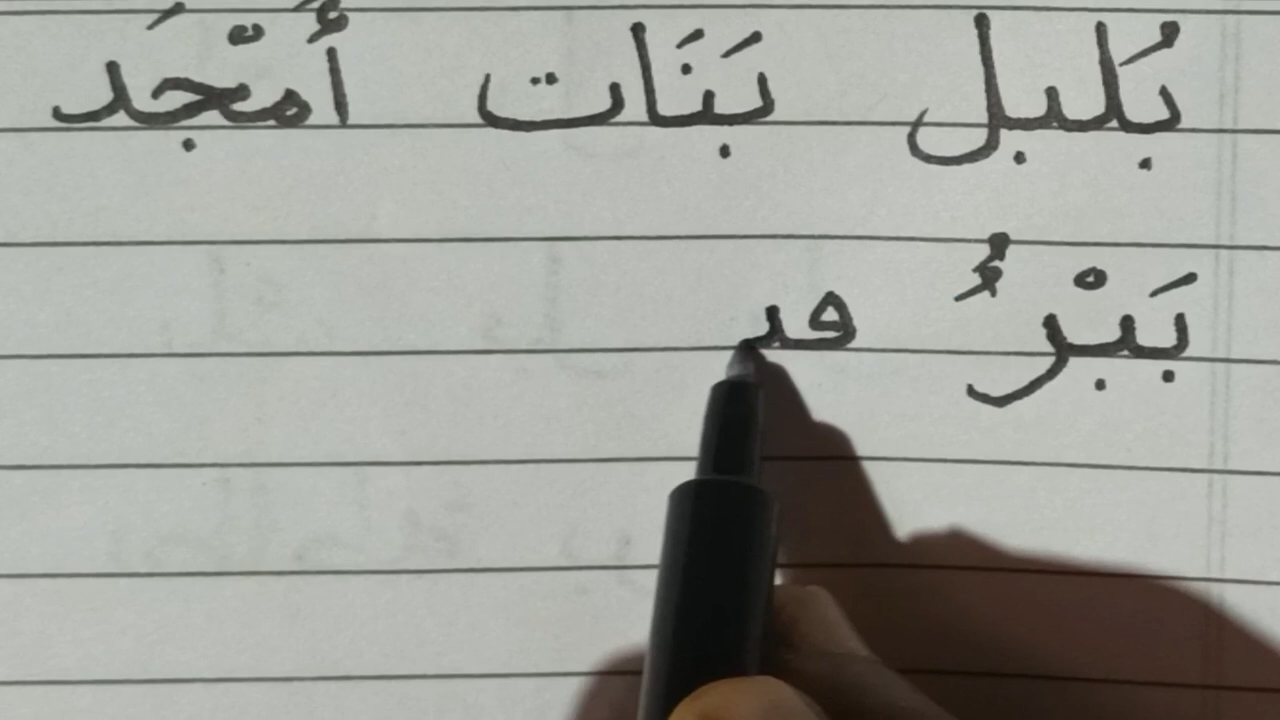 بُلبل بَنَات أَمْجَد
بَبْرٌ